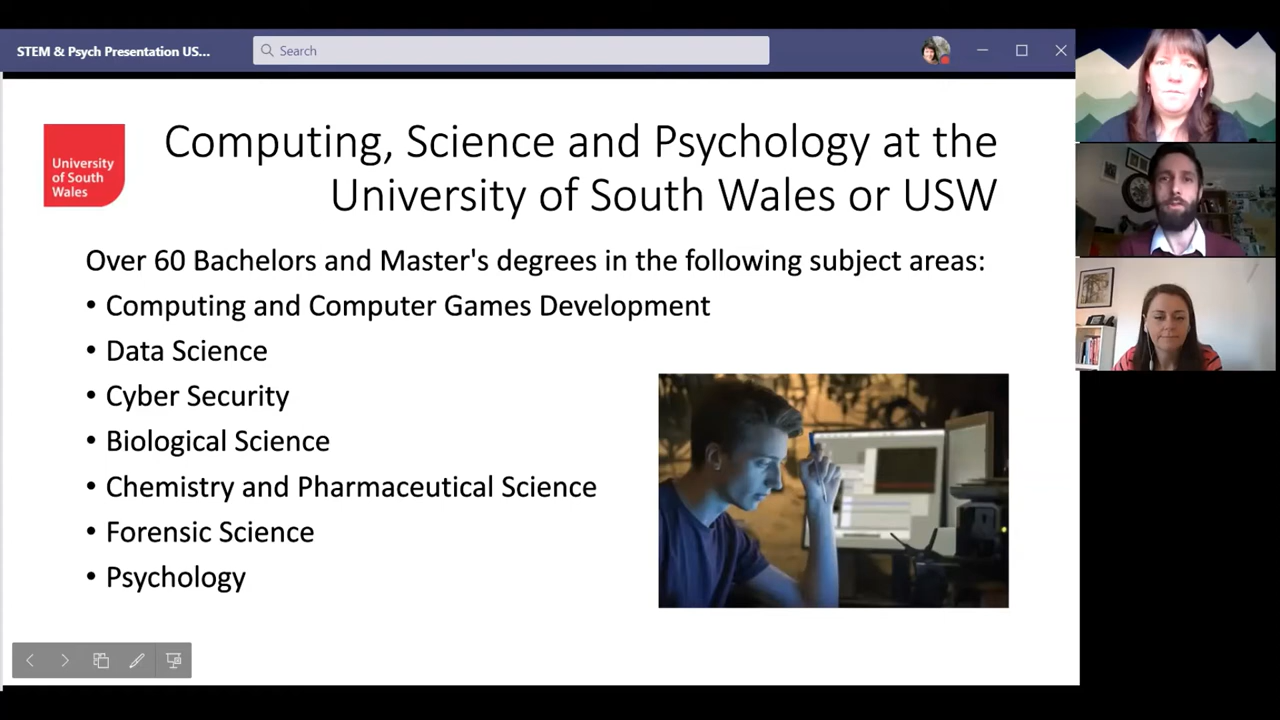 STEM & Psych Presentation US...
Search
University
of South
Wales
Computing, Science and Psychology at the
University of South Wales or USW
Over 60 Bachelors and Master's degrees in the following subject areas:
• Computing and Computer Games Development
• Data Science
• Cyber Security
• Biological Science
• Chemistry and Pharmaceutical Science
• Forensic Science
• Psychology